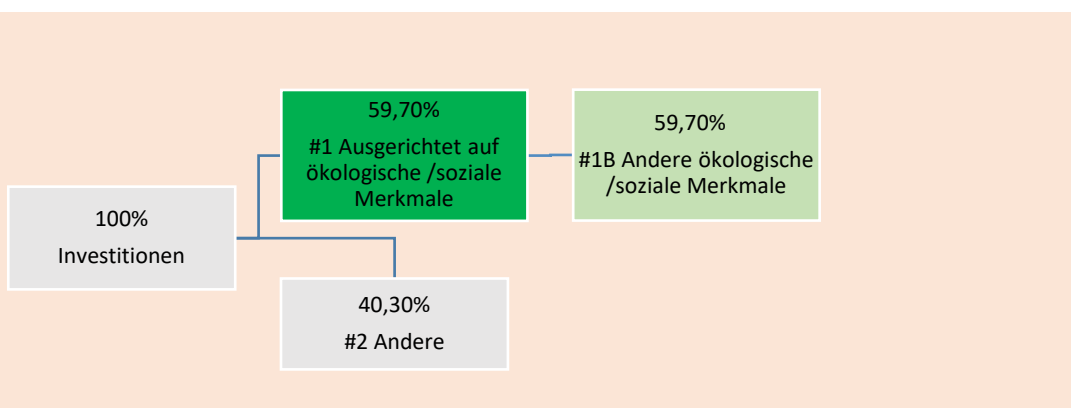 59,70%
#1 Ausgerichtet auf
ökologische /soziale
Merkmale
59,70%
#1B Andere ökologische
/soziale Merkmale
100%
Investitionen
40,30%
#2 Andere